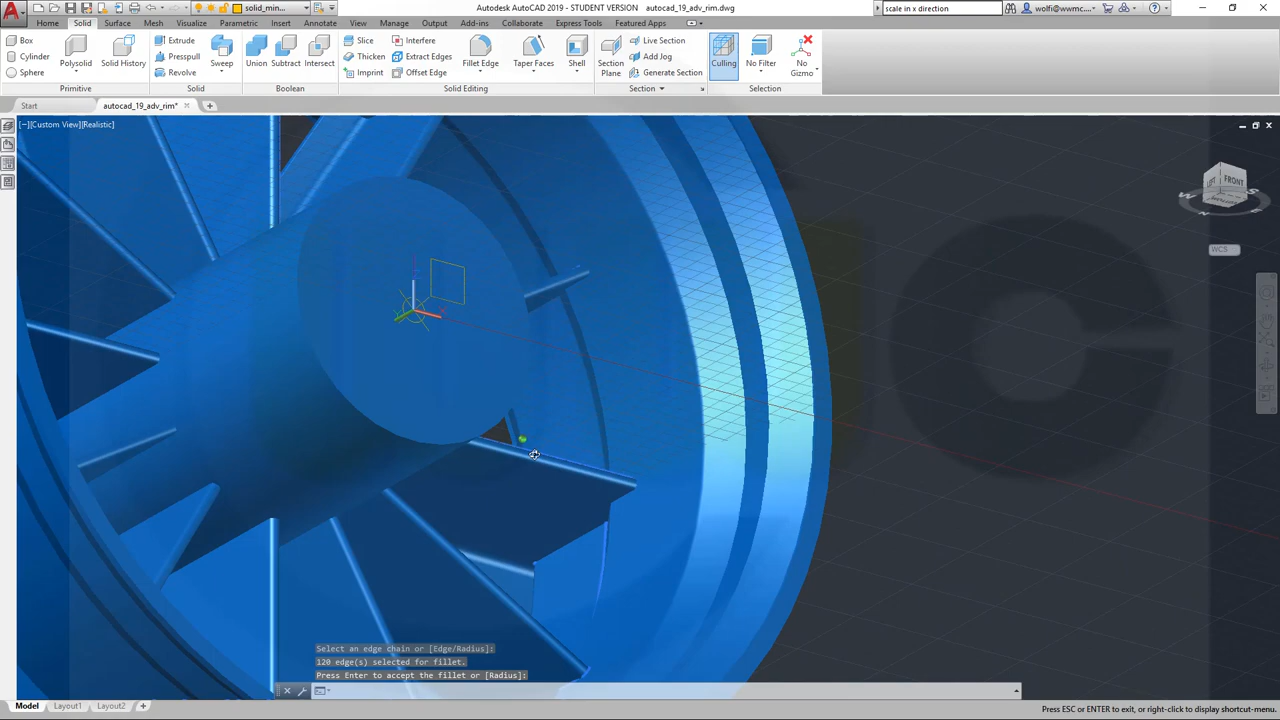 solid_min...
Autodesk AutoCAD 2019 - STUDENT VERSION autocad_19_adv_rim.dwg
scale in x direction
wolfi@wwmc....
Home Solid Surface Mesh Visualize Parametric Insert Annotate View Manage Output Add-ins Collaborate Express Tools Featured Apps
Box
Cylinder
Sphere
Polysolid
Solid History
Primitive
Extrude
Presspull
Revolve
Sweep
Solid
Union
Subtract
Intersect
Boolean
Slice
Thicken
Imprint
Interfere
Extract Edges
Offset Edge
Fillet Edge
Taper Faces
Shell
Solid Editing
Section
Plane
Live Section
Add Jog
Generate Section
Section
Culling
No Filter
No
Gizmo
Selection
Start
autocad_19_adv_rim*
[−][Custom View][Realistic]
LEFT
FRONT
W
S
WCS
X
Select an edge chain or [Edge/Radius]:
120 edge(s) selected for fillet.
Press Enter to accept the fillet or [Radius]:
Model Layout1 Layout2
Press ESC or ENTER to exit, or right-click to display shortcut-menu.